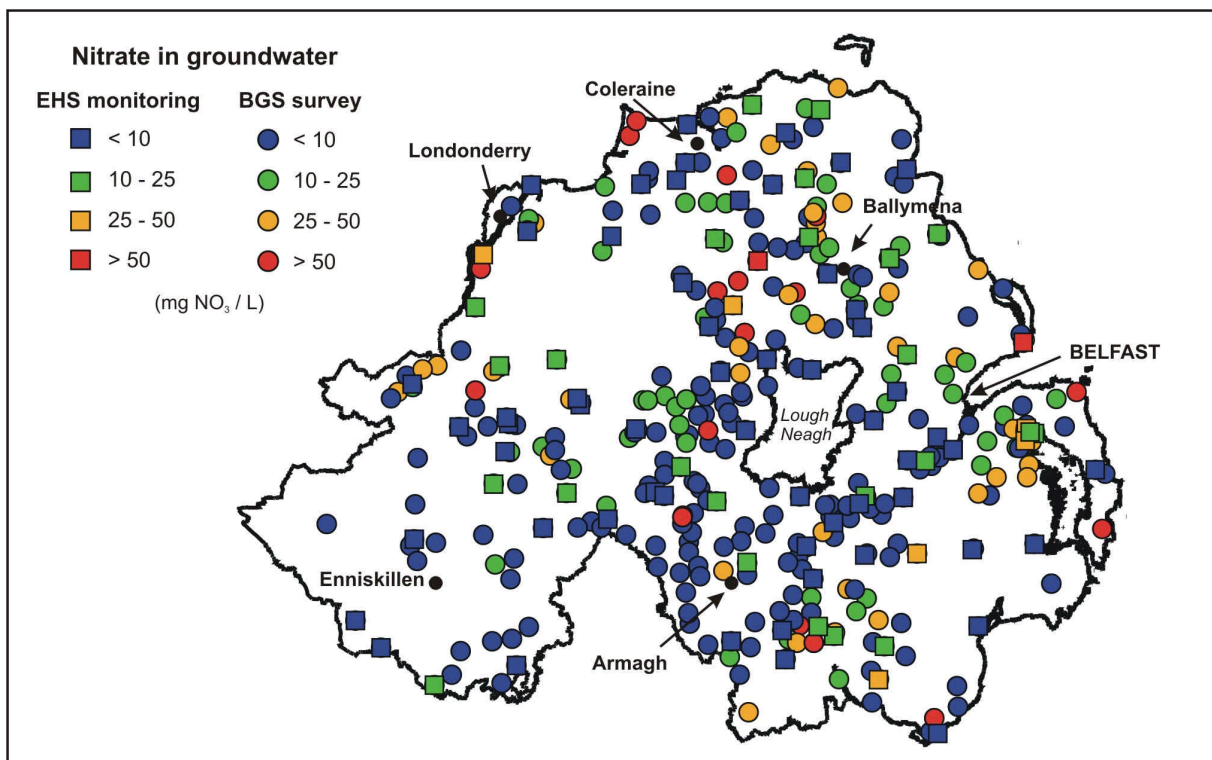 Nitrate in groundwater
EHS monitoring
BGS survey
< 10
< 10
10 - 25
10 - 25
25 - 50
25 - 50
> 50
> 50
(mg NO₃ / L)
Coleraine
Londonderry
Ballymena
BELFAST
Lough
Neagh
Enniskillen
Armagh